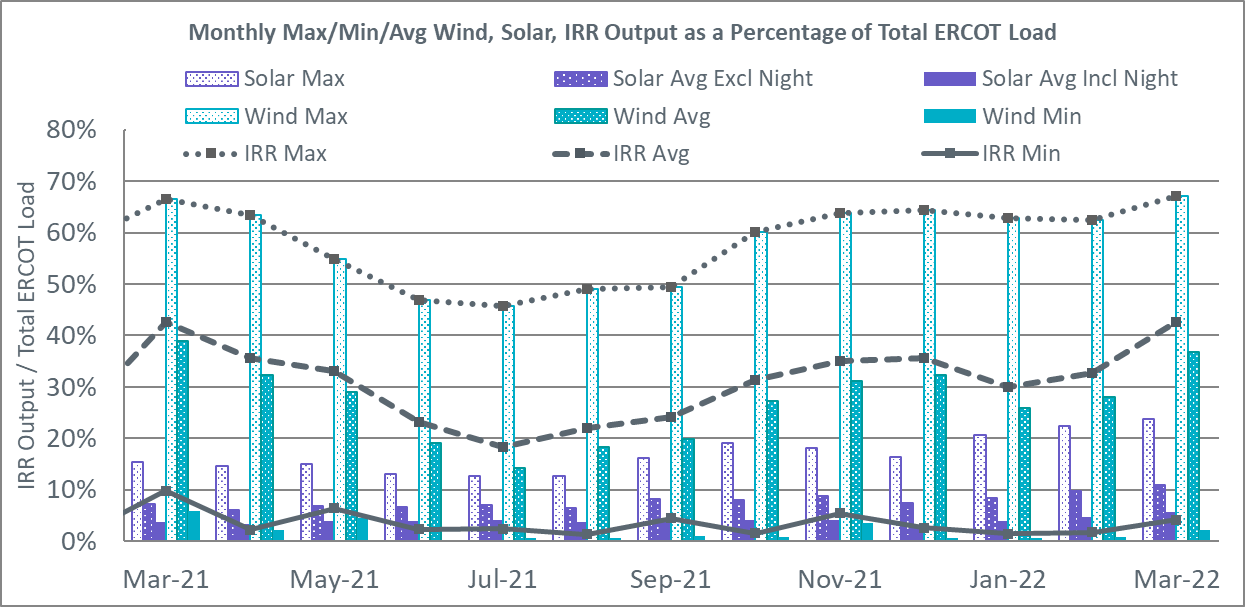 Monthly Max/Min/Avg Wind, Solar, IRR Output as a Percentage of Total ERCOT Load
Solar Max
Solar Avg Excl Night
Solar Avg Incl Night
Wind Max
Wind Avg
Wind Min
IRR Max
IRR Avg
IRR Min
IRR Output / Total ERCOT Load
80%
70%
60%
50%
40%
30%
20%
10%
0%
Mar-21
May-21
Jul-21
Sep-21
Nov-21
Jan-22
Mar-22